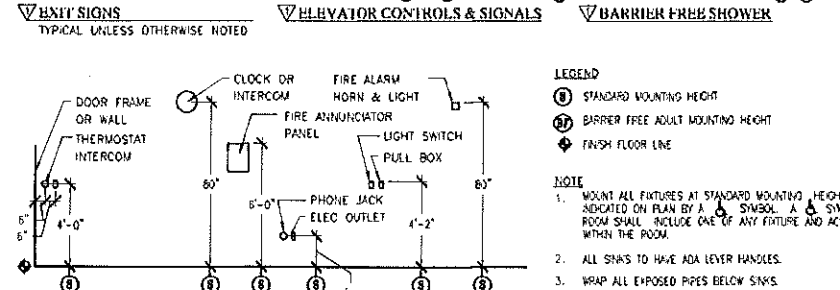 EXIT SIGNS
TYPICAL UNLESS OTHERWISE NOTED
1 ELEVATOR CONTROLS & SIGNALS
BARRIER FREE SHOWER
DOOR FRAME
OR WALL
THERMOSTAT
INTERCOM
6"
6"
4'-0"
CLOCK OR
INTERCOM
80"
FIRE ANNUNCIATOR
PANEL
6'-0"
PHONE JACK
ELEC OUTLET
FIRE ALARM
HORN & LIGHT
LIGHT SWITCH
PULL BOX
4'-2"
80"
S
S
S
S
S
S
LEGEND
S STANDARD MOUNTING HEIGHT
BF BARRIER FREE ADULT MOUNTING HEIGHT
FINISH FLOOR LINE
NOTE
1. MOUNT ALL FIXTURES AT STANDARD MOUNTING HEIGH
INDICATED ON PLAN BY A SYMBOL. A SYM
ROOM SHALL INCLUDE ONE OF ANY FIXTURE AND AC
WITHIN THE ROOM.
2. ALL SINKS TO HAVE ADA LEVER HANDLES.
3. WRAP ALL EXPOSED PIPES BELOW SINKS.